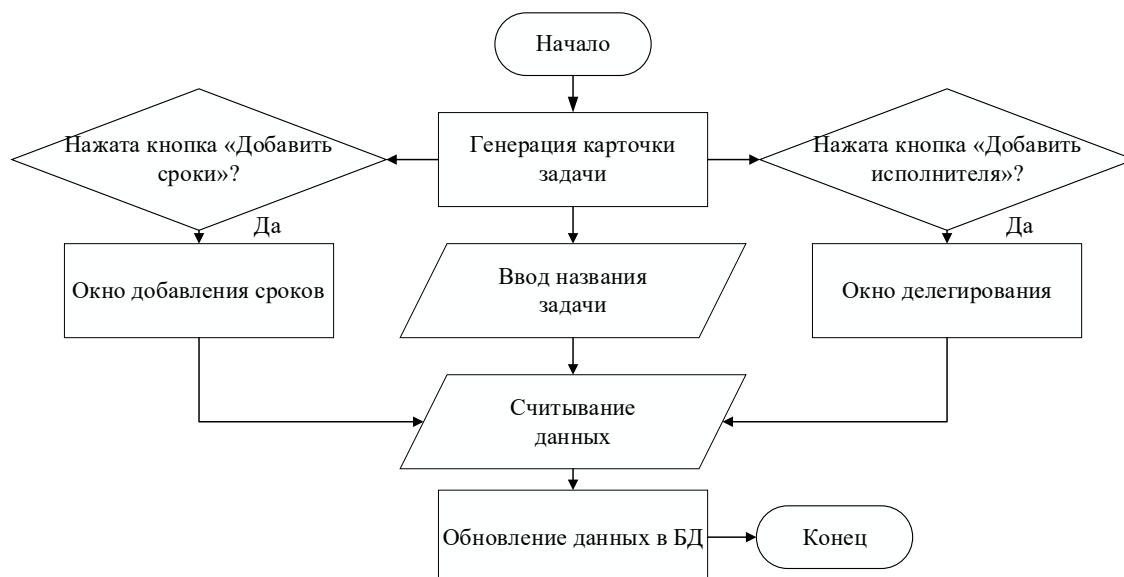 Начало
Нажата кнопка «Добавить
сроки»?
Генерация карточки
задачи
Нажата кнопка «Добавить
исполнителя»?
Да
Да
Окно добавления сроков
Ввод названия
задачи
Окно делегирования
Считывание
данных
Обновление данных в БД
Конец